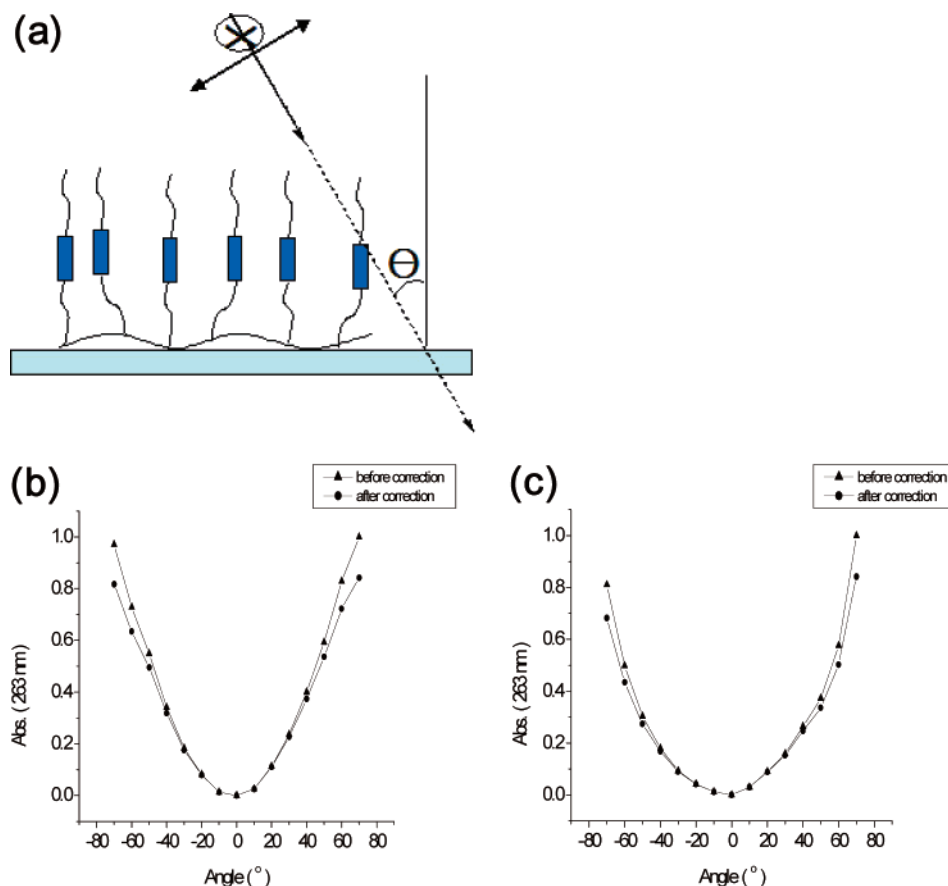 (a)
Θ
(b)
before correction
after correction
1.0
0.8
0.6
0.4
0.2
0.0
Abs. ( 263 nm )
-80 -60 -40 -20 0 20 40 60 80
Angle ( ° )
(c)
before correction
after correction
1.0
0.8
0.6
0.4
0.2
0.0
Abs. ( 263 nm )
-80 -60 -40 -20 0 20 40 60 80
Angle ( ° )